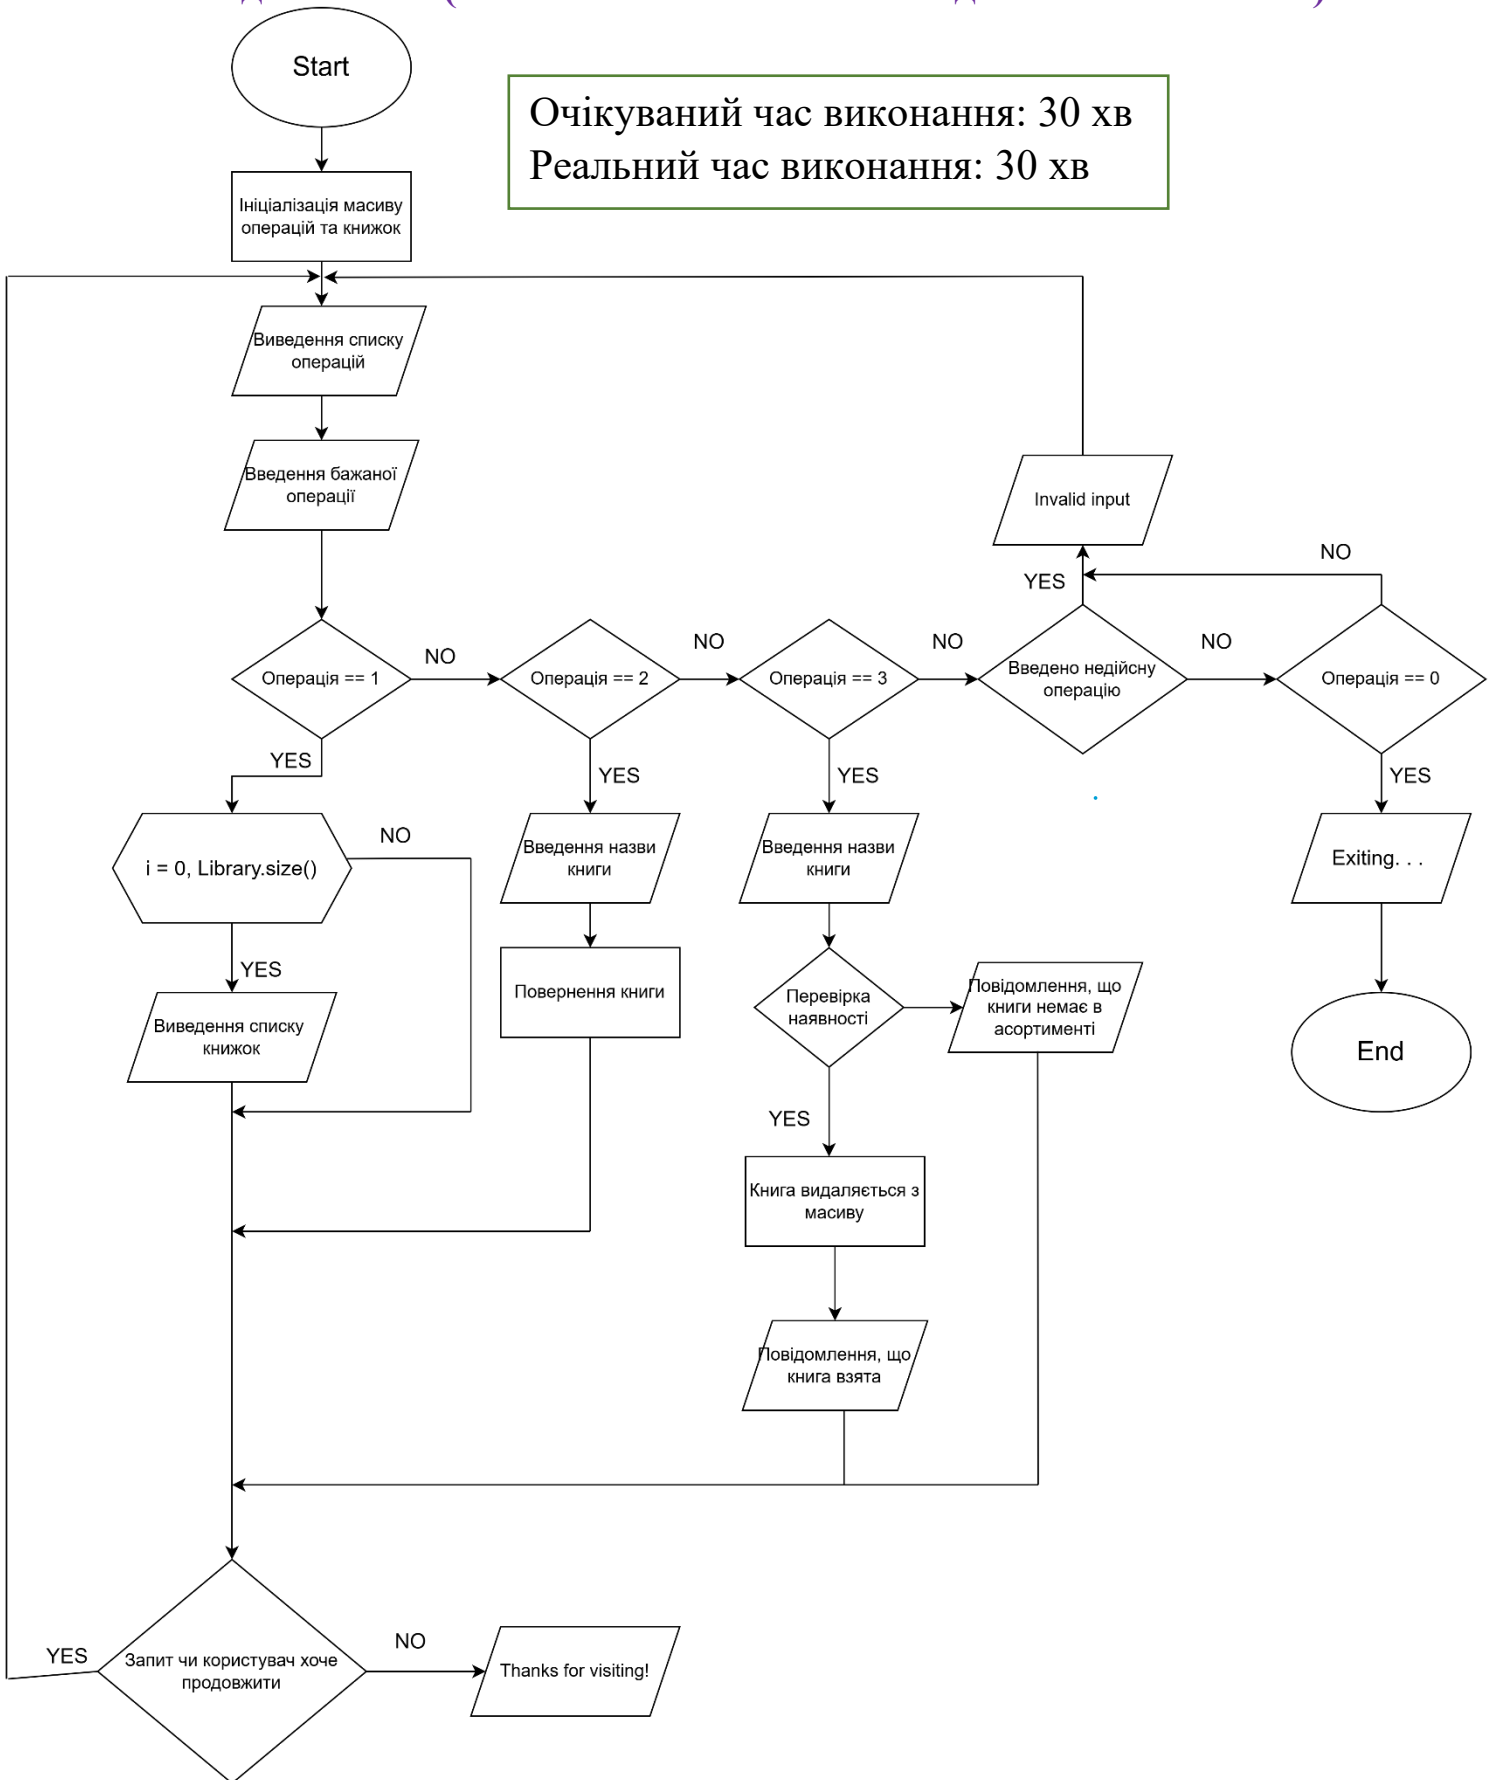 Start
Очікуваний час виконання: 30 хв
Реальний час виконання: 30 хв
Ініціалізація масиву
операцій та книжок
Виведення списку
операцій
Введення бажаної
операції
Invalid input
NO
YES
Операція == 1
NO
Операція == 2
NO
Операція == 3
NO
Введено недійсну
операцію
NO
Операція == 0
YES
YES
YES
YES
i = 0, Library.size()
NO
Введення назви
книги
Введення назви
книги
Exiting. . .
YES
Виведення списку
книжок
Повернення книги
Перевірка
наявності
Повідомлення, що
книги немає в
асортименті
End
YES
Книга видаляється з
масиву
Повідомлення, що
книга взята
YES
Запит чи користувач хоче
продовжити
NO
Thanks for visiting!